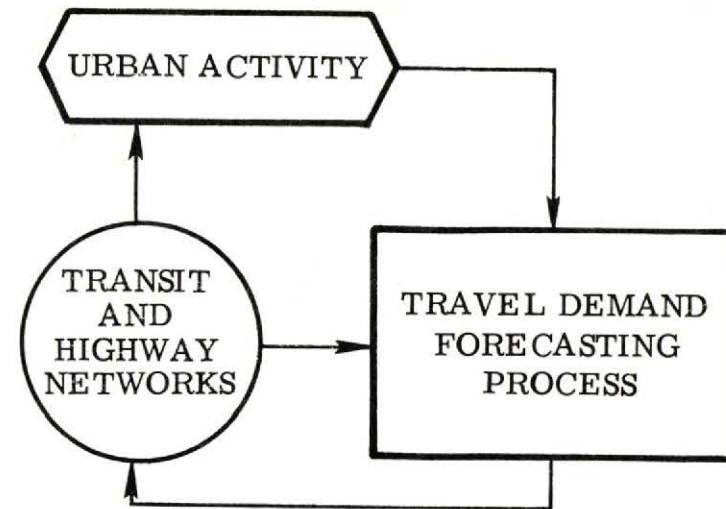 URBAN ACTIVITY
TRANSIT
AND
HIGHWAY
NETWORKS
TRAVEL DEMAND
FORECASTING
PROCESS